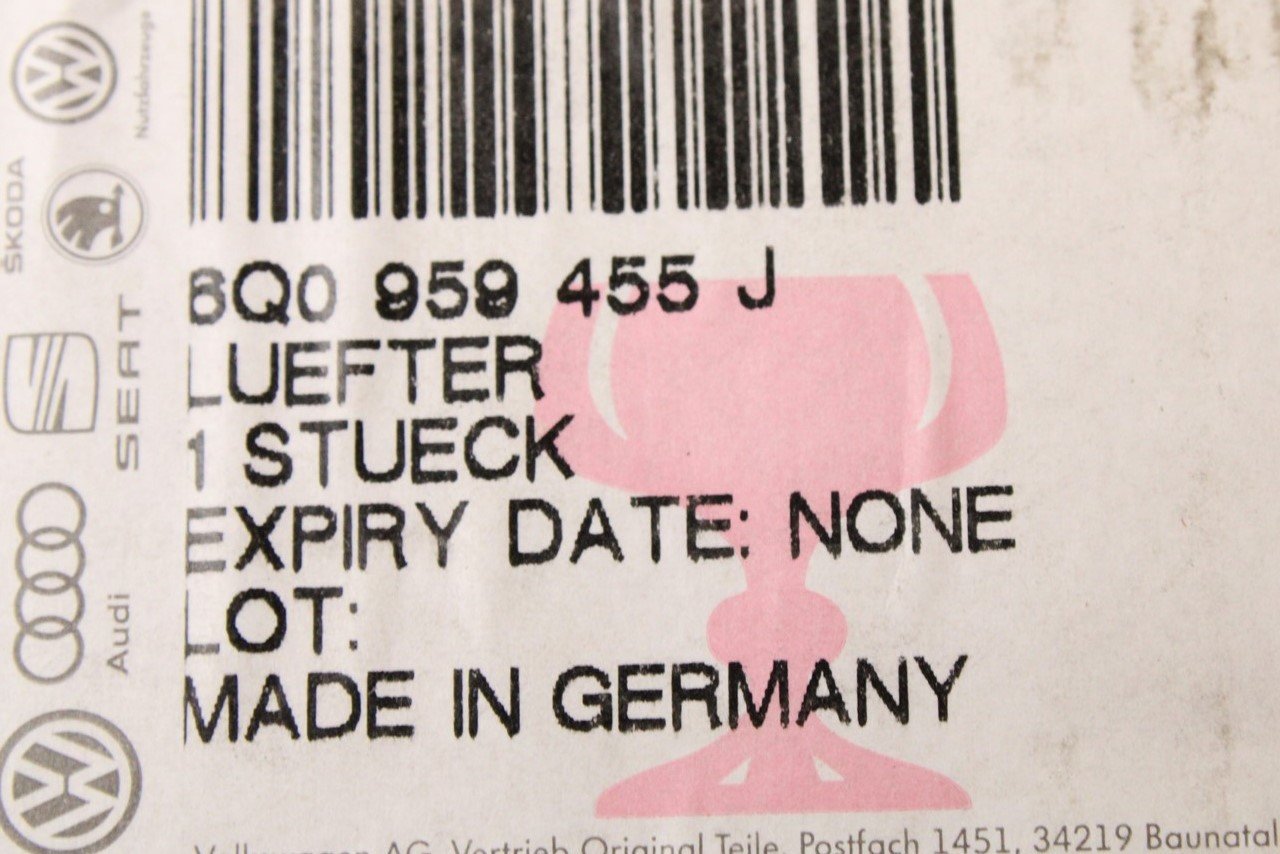 6Q0 959 455 J
LUEFTER
1 STUECK
EXPIRY DATE: NONE
LOT:
MADE IN GERMANY
Volkswagen AG, Vertrieb Original Teile, Postfach 1451, 34219 Baunatal
Nutzfahrzeuge
ŠKODA
SEAT
Audi